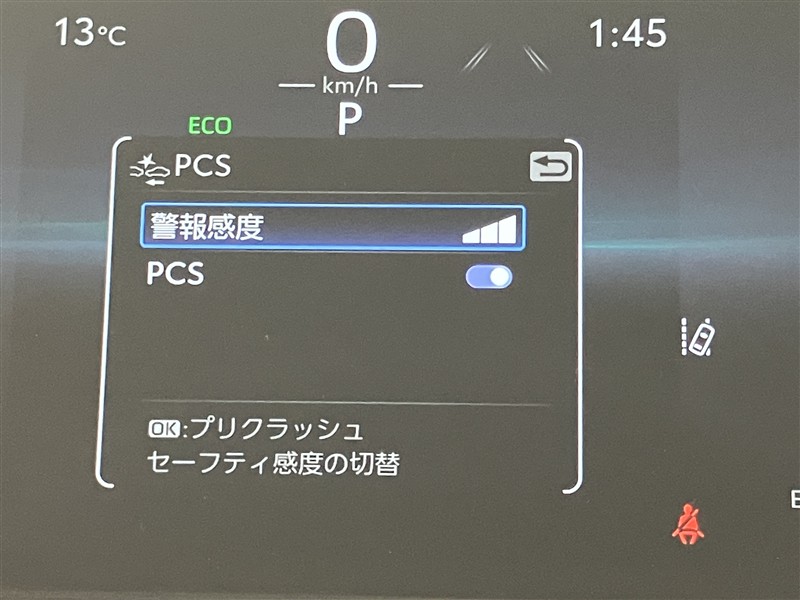 13℃
0
1:45
km/h
P
ECO
PCS
警報感度
PCS
OK:プリクラッシュ
セーフティ感度の切替
E